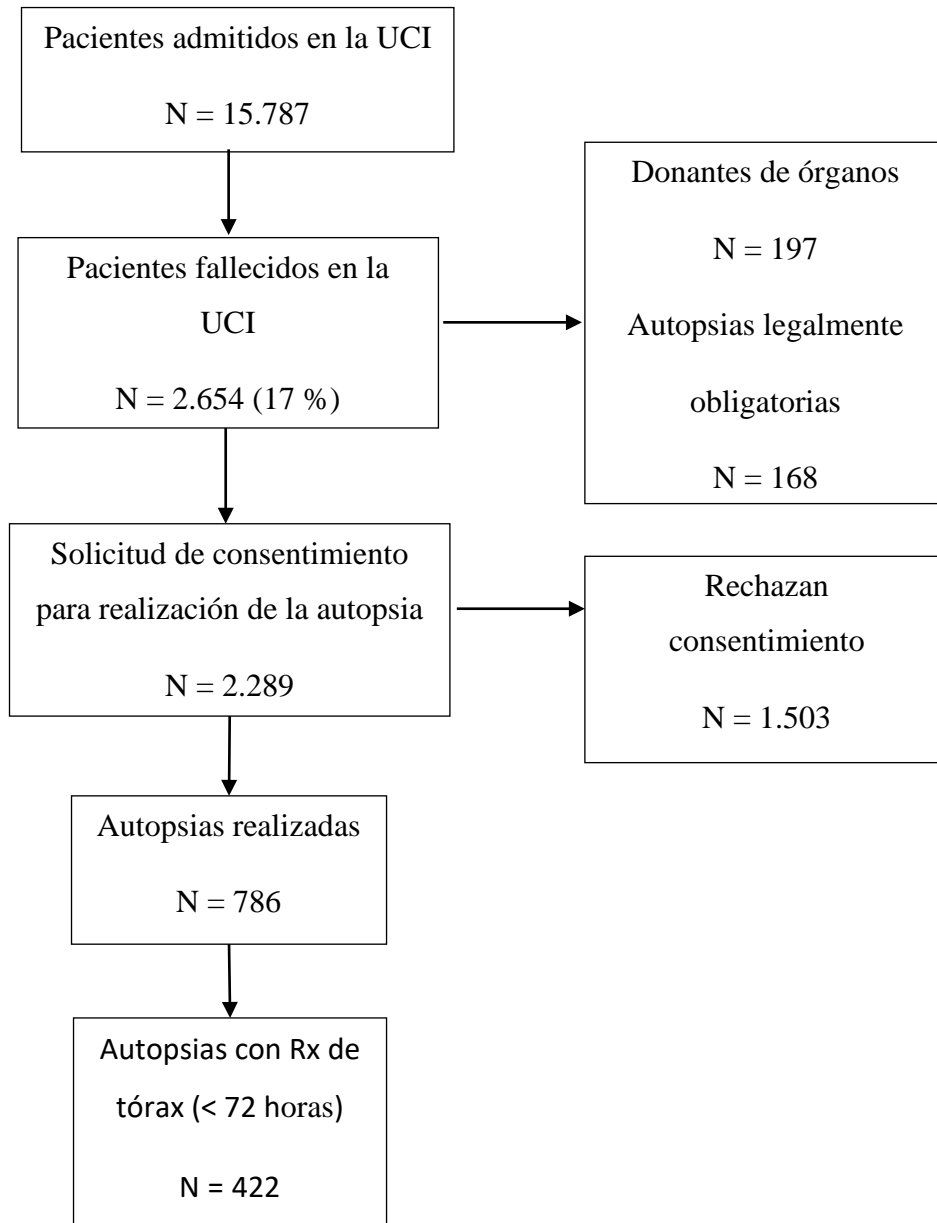 Pacientes admitidos en la UCI
N = 15.787
Pacientes fallecidos en la
UCI
N = 2.654 (17 %)
Donantes de órganos
N = 197
Autopsias legalmente
obligatorias
N = 168
Solicitud de consentimiento
para realización de la autopsia
N = 2.289
Rechazan
consentimiento
N = 1.503
Autopsias realizadas
N = 786
Autopsias con Rx de
tórax (< 72 horas)
N = 422